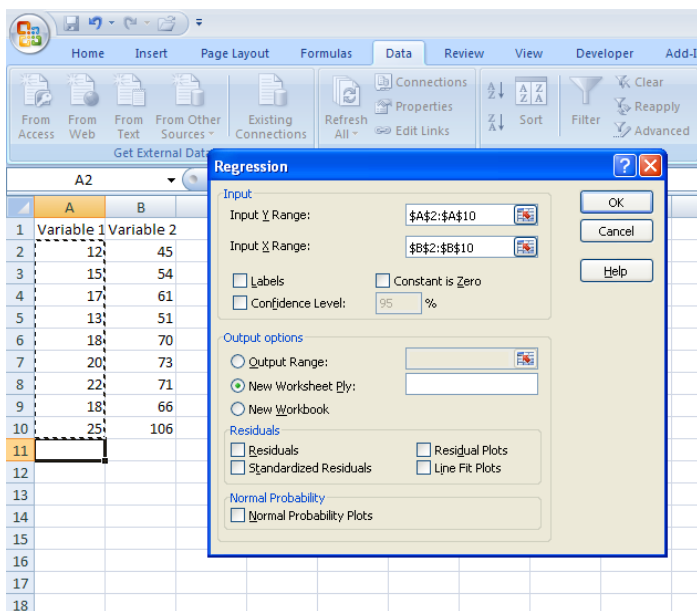 Home Insert Page Layout Formulas Data Review View Developer Add-I
From Access
From Web
From Text
From Other Sources
Existing Connections
Refresh All
Connections
Properties
Edit Links
A Z
Z A
Sort
Filter
Clear
Reapply
Advanced
Get External Data
A2
Regression
Input
Input Y Range: $A$2:$A$10
Input X Range: $B$2:$B$10
Labels Constant is Zero
Confidence Level: 95 %
Output options
Output Range:
New Worksheet Ply:
New Workbook
Residuals
Residuals Residual Plots
Standardized Residuals Line Fit Plots
Normal Probability
Normal Probability Plots
OK
Cancel
Help
A B
1 Variable 1 Variable 2
2 12 45
3 15 54
4 17 61
5 13 51
6 18 70
7 20 73
8 22 71
9 18 66
10 25 106
11
12
13
14
15
16
17
18